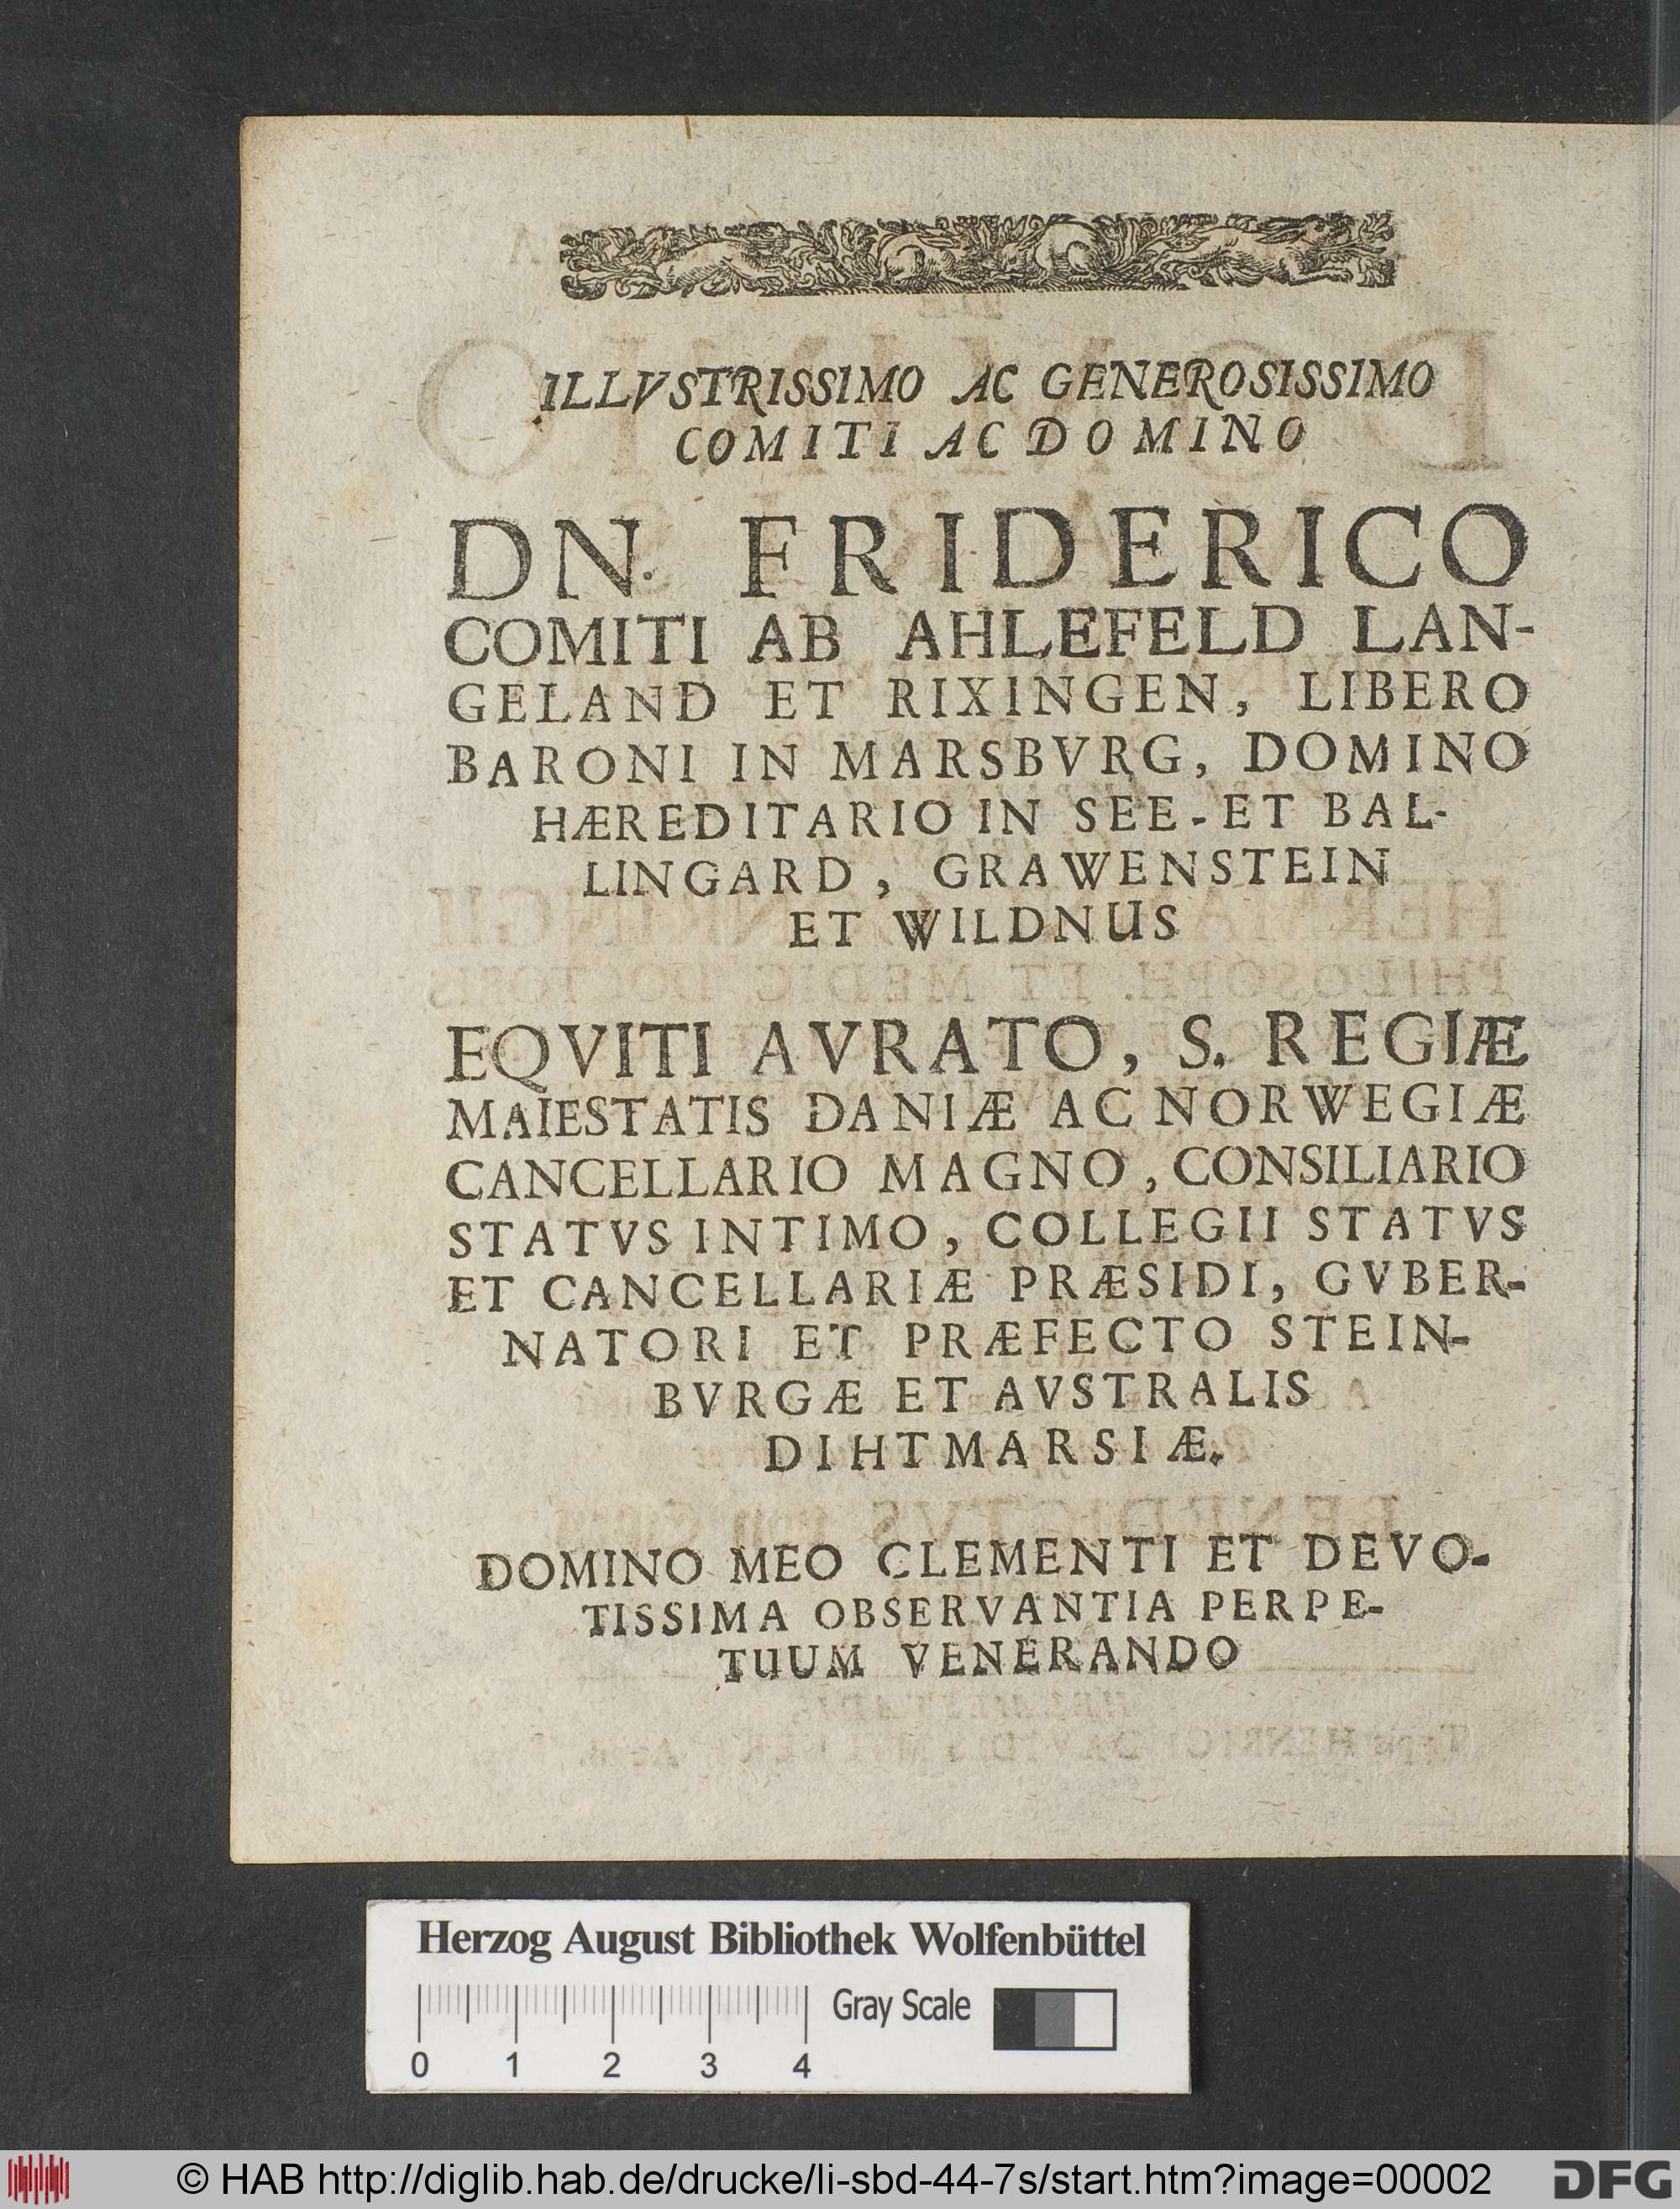 ILLVSTRISSIMO AC GENEROSISSIMO
COMITI AC DOMINO
DN. FRIDERICO
COMITI AB AHLEFELD LAN-
GELAND ET RIXINGEN, LIBERO
BARONI IN MARSBVRG, DOMINO
HÆREDITARIO IN SEE-ET BAL-
LINGARD, GRAWENSTEIN
ET WILDNUS
EQVITI AVRATO, S. REGIÆ
MAIESTATIS DANIÆ AC NORWEGIÆ
CANCELLARIO MAGNO, CONSILIARIO
STATVS INTIMO, COLLEGII STATVS
ET CANCELLARIÆ PRÆSIDI, GVBER-
NATORI ET PRÆFECTO STEIN-
BVRGÆ ET AVSTRALIS
DIHTMARSIÆ.
DOMINO MEO CLEMENTI ET DEVO-
TISSIMA OBSERVANTIA PERPE-
TUUM VENERANDO
Herzog August Bibliothek Wolfenbüttel
Gray Scale
0 1 2 3 4
© HAB http://diglib.hab.de/drucke/li-sbd-44-7s/start.htm?image=00002
DFG